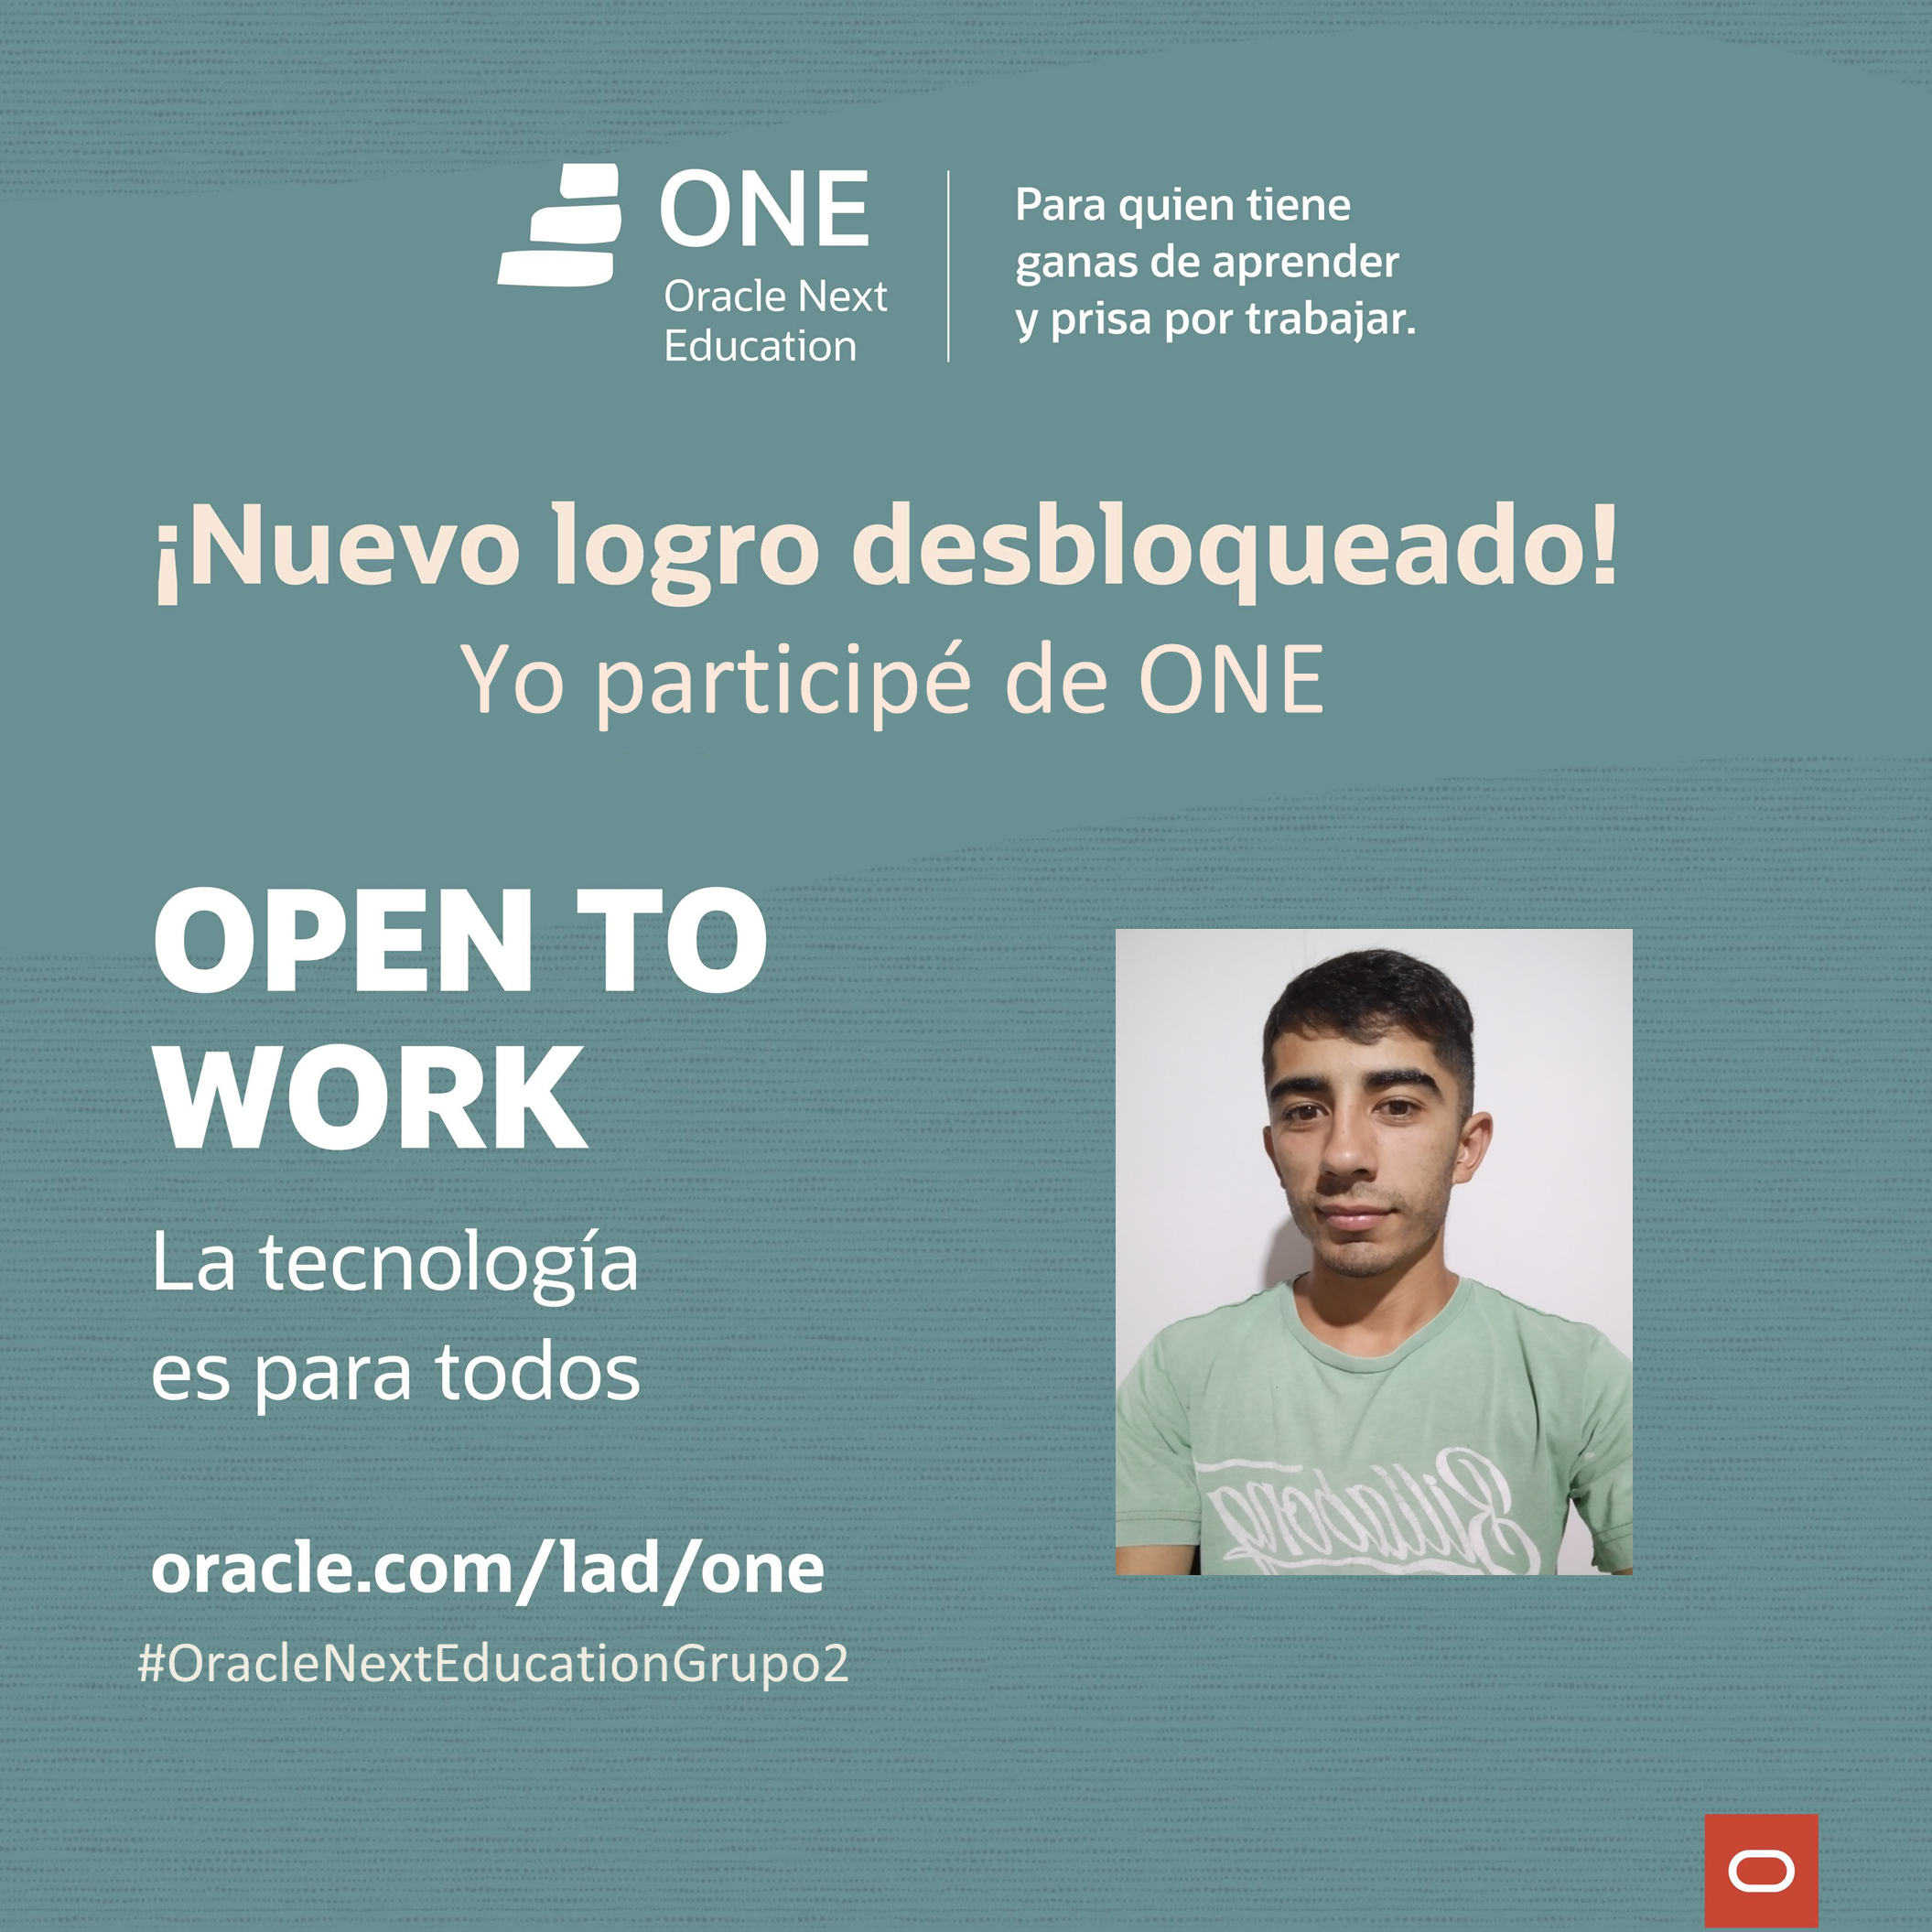 ONE
Oracle Next
Education
Para quien tiene
ganas de aprender
y prisa por trabajar.
¡Nuevo logro desbloqueado!
Yo participé de ONE
OPEN TO
WORK
La tecnología
es para todos
Billabong
oracle.com/lad/one
#OracleNextEducationGrupo2